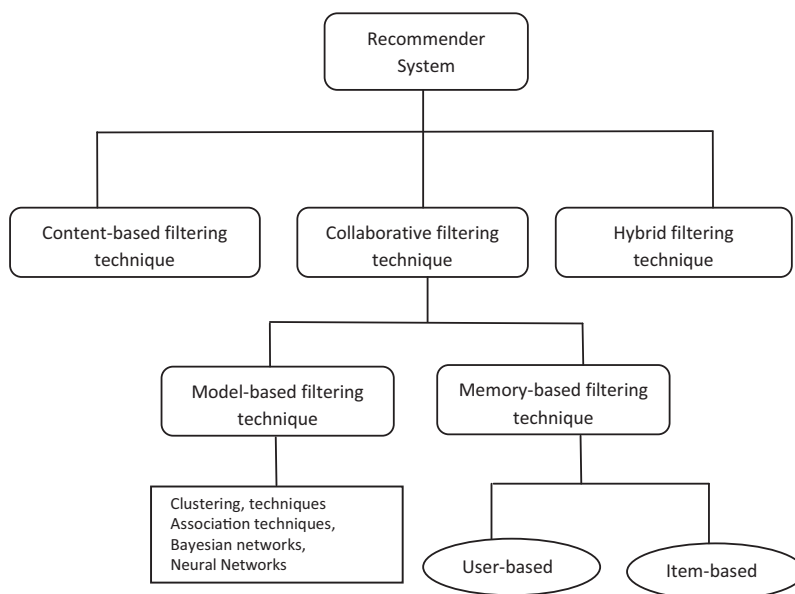 Recommender
System
Content-based filtering
technique
Collaborative filtering
technique
Hybrid filtering
technique
Model-based filtering
technique
Memory-based filtering
technique
Clustering, techniques
Association techniques,
Bayesian networks,
Neural Networks
User-based
Item-based